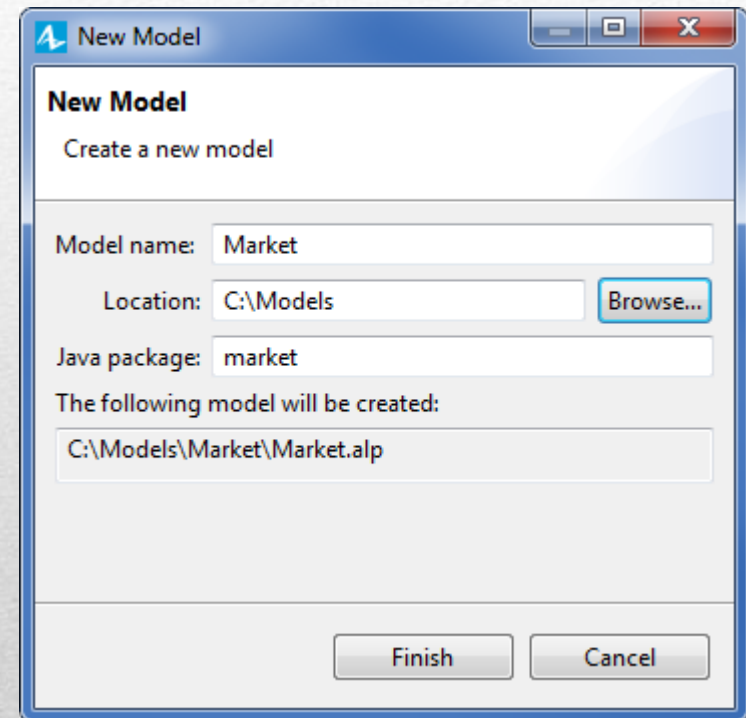 New Model
New Model
Create a new model
Model name: Market
Location: C:\Models Browse...
Java package: market
The following model will be created:
C:\Models\Market\Market.alp
Finish Cancel